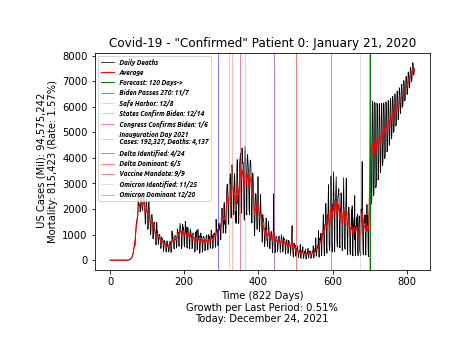 Covid-19 - "Confirmed" Patient 0: January 21, 2020
US Cases (Mil): 94,575,242
Mortality: 815,423 (Rate: 1.57%)
8000
7000
6000
5000
4000
3000
2000
1000
0
Daily Deaths
Average
Forecast: 120 Days->
Biden Passes 270: 11/7
Safe Harbor: 12/8
States Confirm Biden: 12/14
Congress Confirms Biden: 1/6
Inauguration Day 2021
Cases: 192,327, Deaths: 4,137
Delta Identified: 4/24
Delta Dominant: 6/5
Vaccine Mandate: 9/9
Omicron Identified: 11/25
Omicron Dominant 12/20
0 200 400 600 800
Time (822 Days)
Growth per Last Period: 0.51%
Today: December 24, 2021